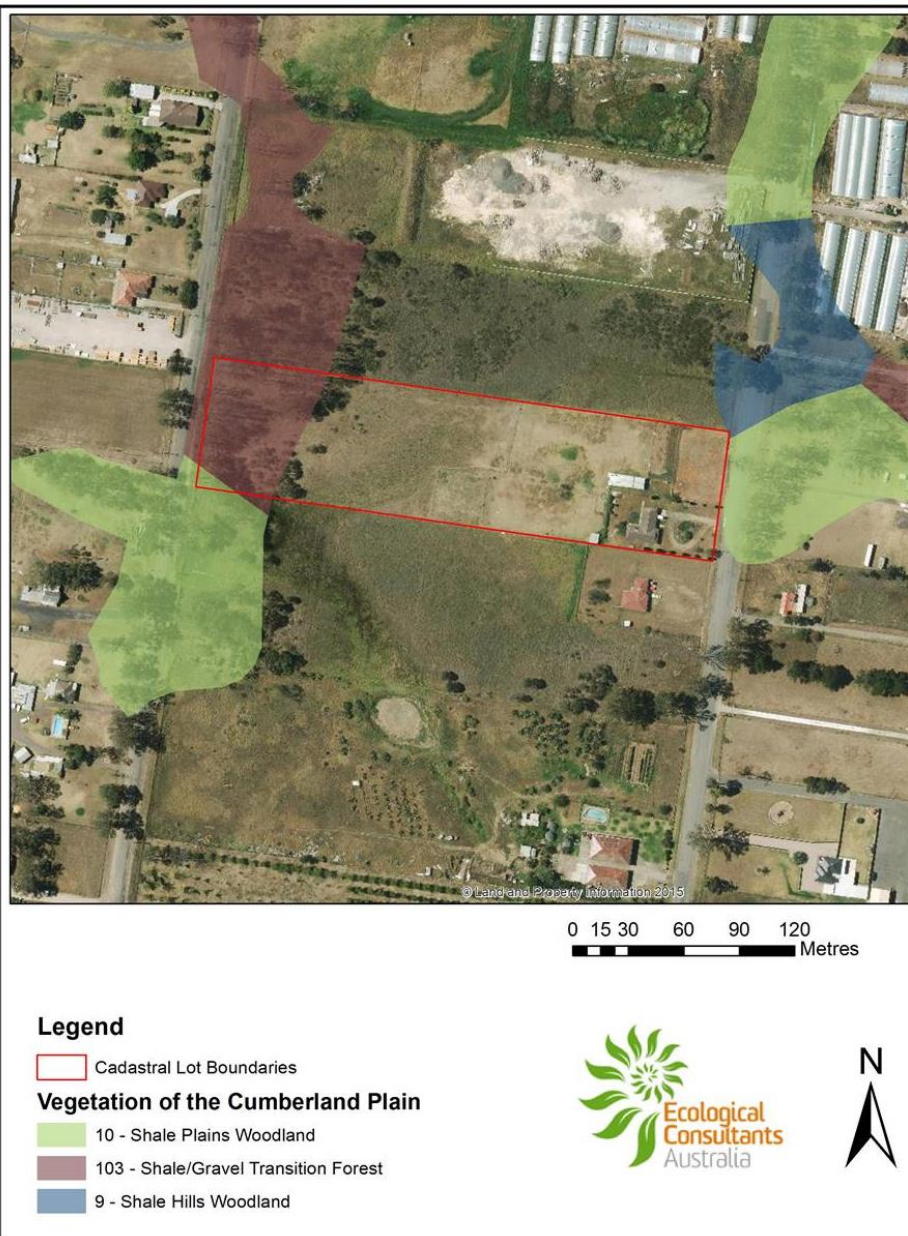 © Land and Property Information 2015
0 15 30 60 90 120
Metres
Legend
Cadastral Lot Boundaries
Vegetation of the Cumberland Plain
10 - Shale Plains Woodland
103 - Shale/Gravel Transition Forest
9 - Shale Hills Woodland
Ecological
Consultants
Australia
N